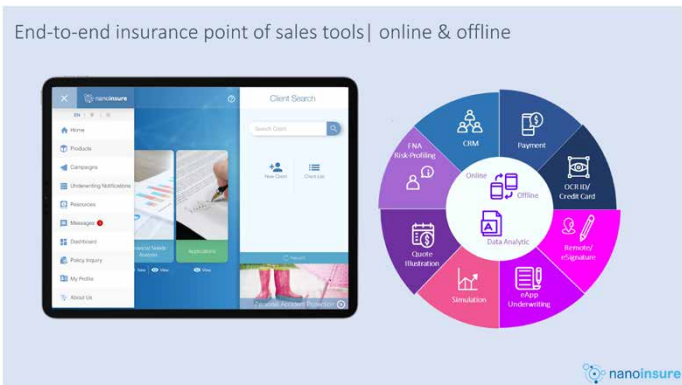 End-to-end insurance point of sales tools| online & offline
nanoinsure
EN
Home
Products
Campaigns
Underwriting Notifications
Resources
Messages
Dashboard
Policy Inquiry
My Profile
About Us
Financial Needs
Analysis
View
Applications
View
Client Search
Search Client
New Client
Client List
CRM
Payment
OCR ID/
Credit Card
Remote/
eSignature
eApp
Underwriting
Simulation
Quote
Illustration
FNA
Risk-Profiling
Online
Offline
Data Analytic
nanoinsure